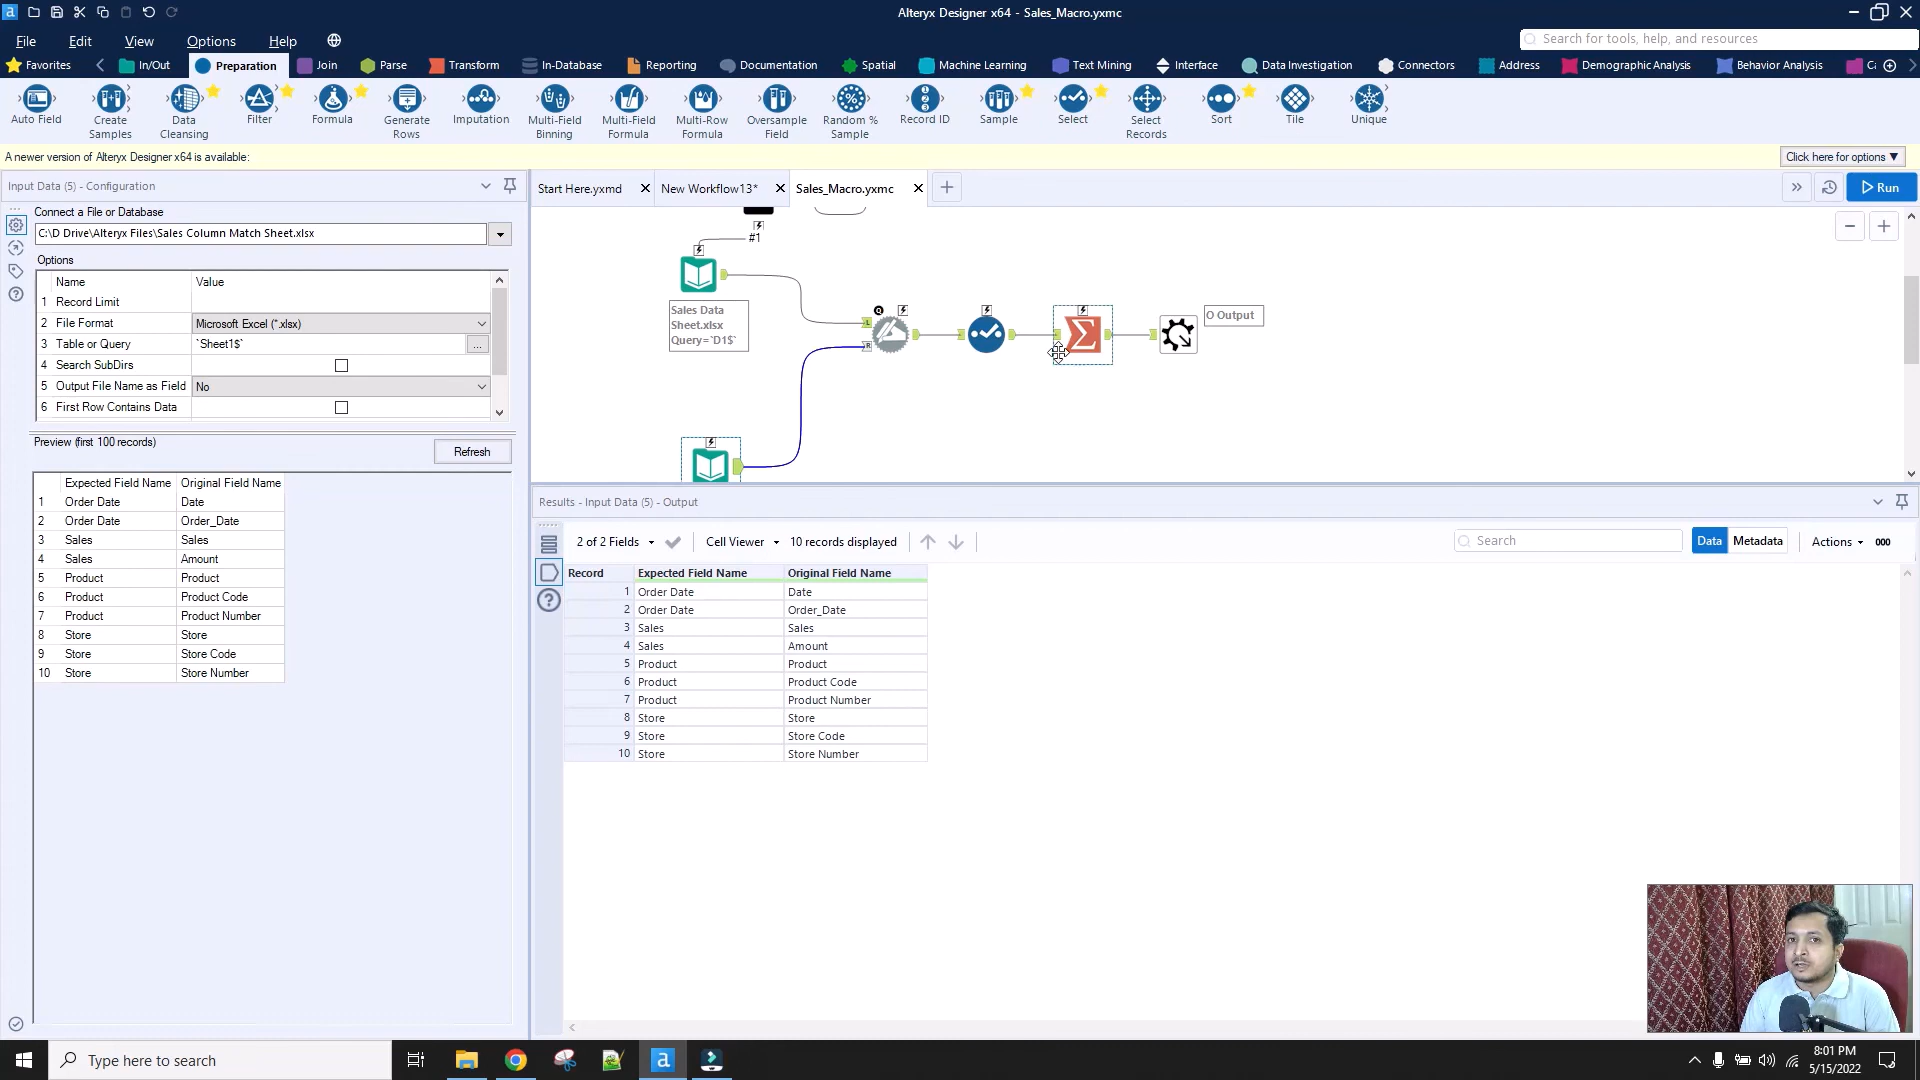 Alteryx Designer x64 - Sales_Macro.yxmc
File Edit View Options Help
Search for tools, help, and resources
Favorites In/Out Preparation Join Parse Transform In-Database Reporting Documentation Spatial Machine Learning Text Mining Interface Data Investigation Connectors Address Demographic Analysis Behavior Analysis
Auto Field
Create Samples
Data Cleansing
Filter
Formula
Generate Rows
Imputation
Multi-Field Binning
Multi-Field Formula
Multi-Row Formula
Oversample Field
Random % Sample
Record ID
Sample
Select
Select Records
Sort
Tile
Unique
A newer version of Alteryx Designer x64 is available:
Click here for options ▼
Input Data (5) - Configuration
Connect a File or Database
C:\D Drive\Alteryx Files\Sales Column Match Sheet.xlsx
Options
Name Value
1 Record Limit
2 File Format Microsoft Excel (*.xlsx)
3 Table or Query `Sheet1$` ...
4 Search SubDirs
5 Output File Name as Field No
6 First Row Contains Data
Preview (first 100 records)
Refresh
Expected Field Name Original Field Name
1 Order Date Date
2 Order Date Order_Date
3 Sales Sales
4 Sales Amount
5 Product Product
6 Product Product Code
7 Product Product Number
8 Store Store
9 Store Store Code
10 Store Store Number
Start Here.yxmd New Workflow13* Sales_Macro.yxmc
Run
#1
Sales Data
Sheet.xlsx
Query=`D1$`
L
R
Q
O Output
Results - Input Data (5) - Output
2 of 2 Fields Cell Viewer 10 records displayed
Search
Data Metadata Actions 000
Record Expected Field Name Original Field Name
1 Order Date Date
2 Order Date Order_Date
3 Sales Sales
4 Sales Amount
5 Product Product
6 Product Product Code
7 Product Product Number
8 Store Store
9 Store Store Code
10 Store Store Number
Type here to search
8:01 PM
5/15/2022